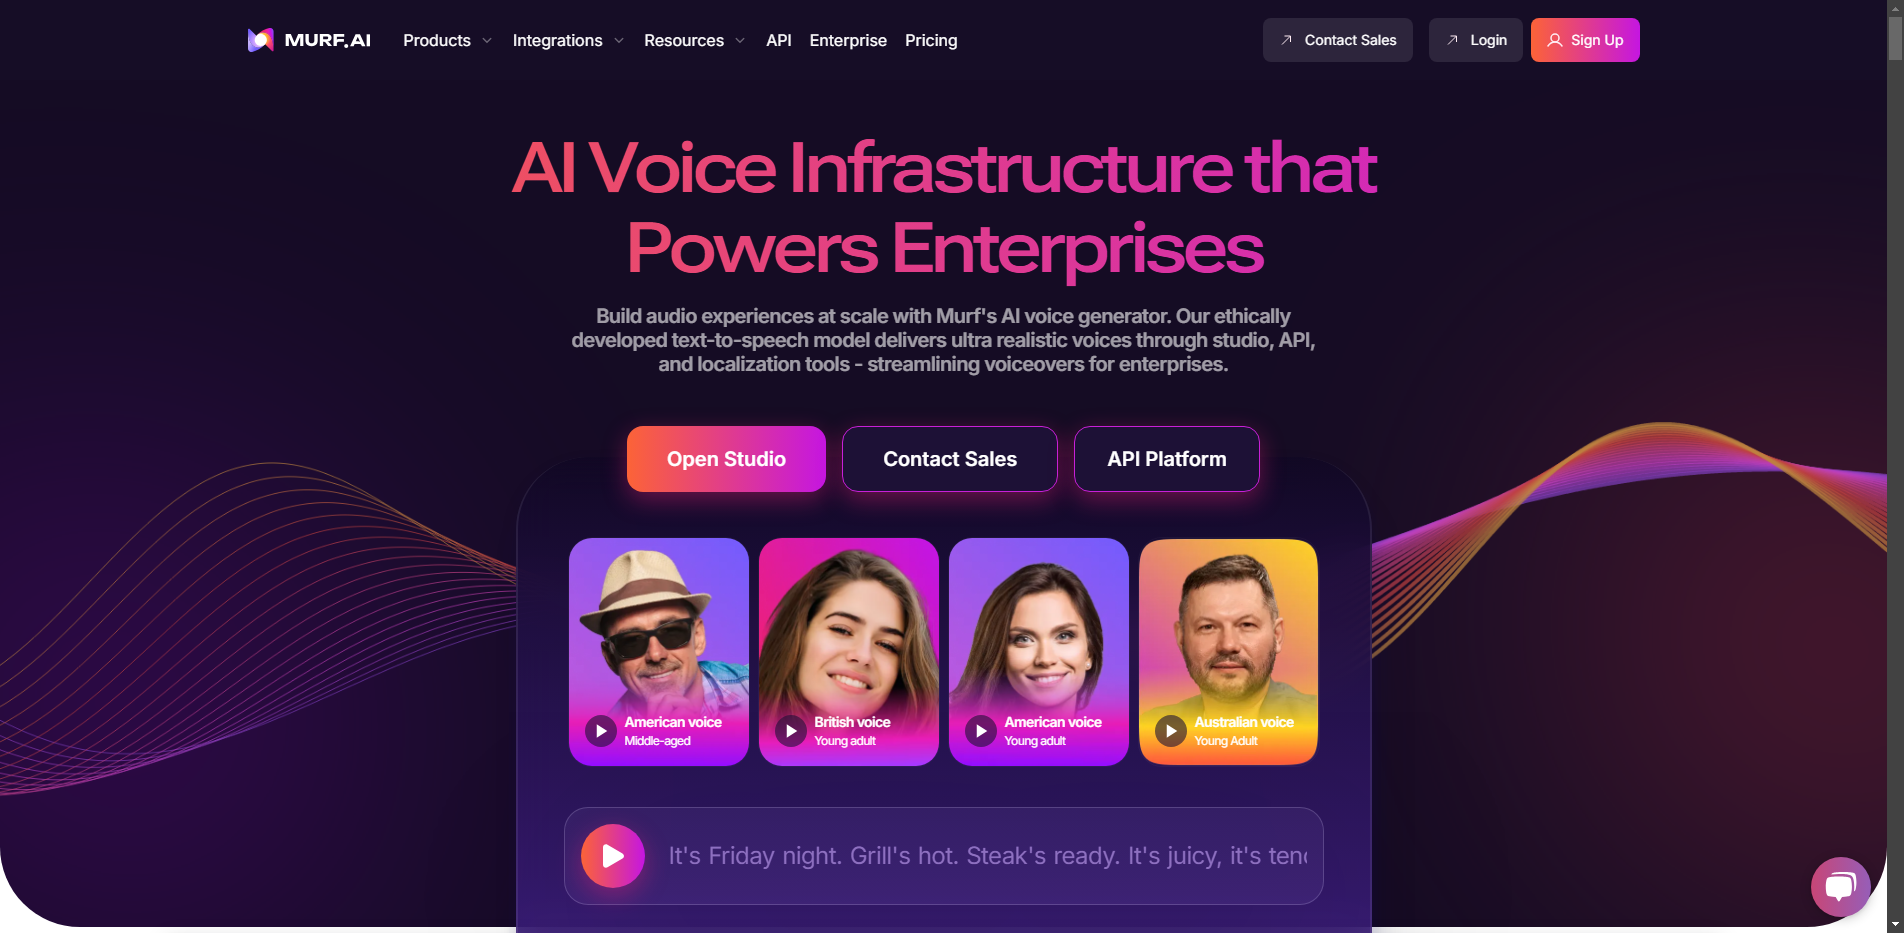 MURF.AI
Products
Integrations
Resources
API
Enterprise
Pricing
Contact Sales
Login
Sign Up
AI Voice Infrastructure that
Powers Enterprises
Build audio experiences at scale with Murf's AI voice generator. Our ethically
developed text-to-speech model delivers ultra realistic voices through studio, API,
and localization tools - streamlining voiceovers for enterprises.
Open Studio
Contact Sales
API Platform
American voice
Middle-aged
British voice
Young adult
American voice
Young adult
Australian voice
Young Adult
It's Friday night. Grill's hot. Steak's ready. It's juicy, it's